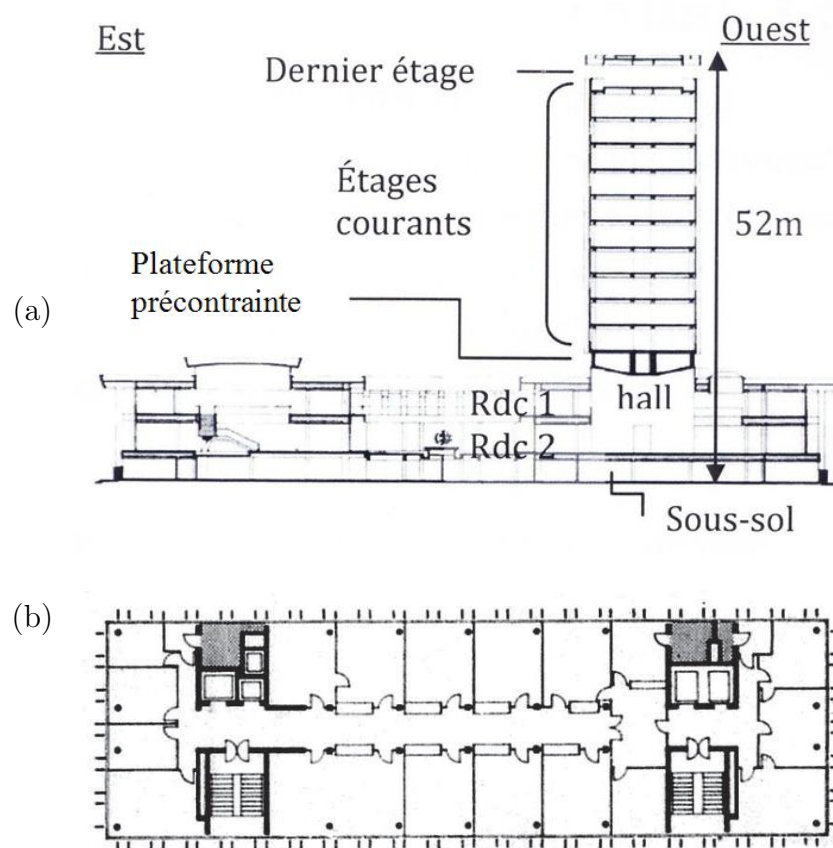 Est
Ouest
Dernier étage
Étages
courants
52m
Plateforme
précontrainte
(a)
hall
Rdc 1
Rdc 2
Sous-sol
(b)